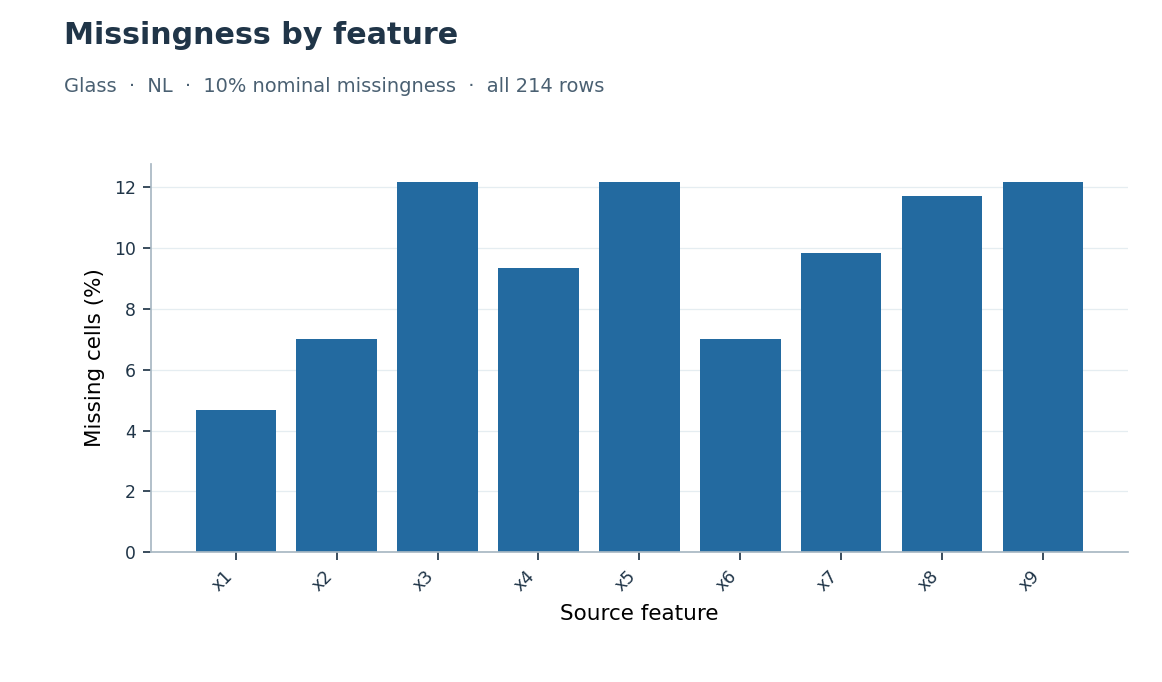 Missingness by feature
Glass · NL · 10% nominal missingness · all 214 rows
12
10
8
6
4
2
0
Missing cells (%)
x1 x2 x3 x4 x5 x6 x7 x8 x9
Source feature